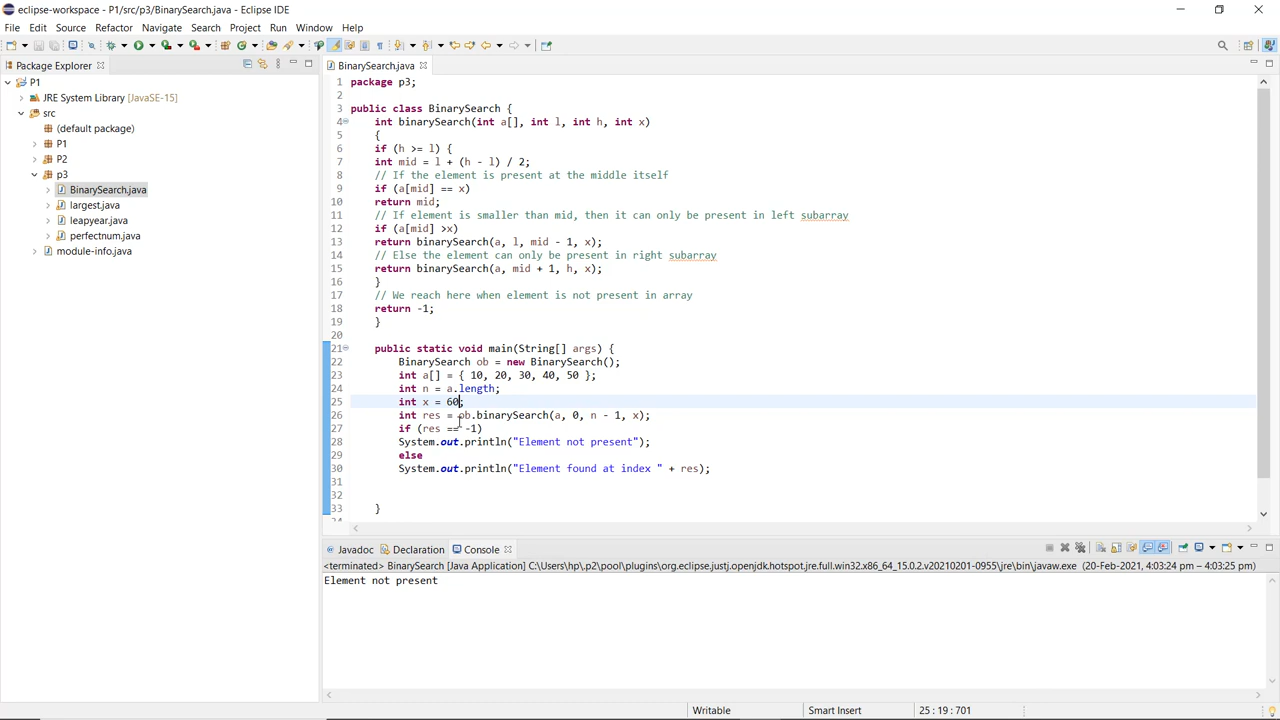 eclipse-workspace - P1/src/p3/BinarySearch.java - Eclipse IDE
File Edit Source Refactor Navigate Search Project Run Window Help
Package Explorer
P1
JRE System Library [JavaSE-15]
src
(default package)
P1
P2
p3
BinarySearch.java
largest.java
leapyear.java
perfectnum.java
module-info.java
BinarySearch.java
1 package p3;
2
3 public class BinarySearch {
4 int binarySearch(int a[], int l, int h, int x)
5 {
6 if (h >= l) {
7 int mid = l + (h - l) / 2;
8 // If the element is present at the middle itself
9 if (a[mid] == x)
10 return mid;
11 // If element is smaller than mid, then it can only be present in left subarray
12 if (a[mid] >x)
13 return binarySearch(a, l, mid - 1, x);
14 // Else the element can only be present in right subarray
15 return binarySearch(a, mid + 1, h, x);
16 }
17 // We reach here when element is not present in array
18 return -1;
19 }
20
21 public static void main(String[] args) {
22 BinarySearch ob = new BinarySearch();
23 int a[] = { 10, 20, 30, 40, 50 };
24 int n = a.length;
25 int x = 60;
26 int res = ob.binarySearch(a, 0, n - 1, x);
27 if (res == -1)
28 System.out.println("Element not present");
29 else
30 System.out.println("Element found at index " + res);
31
32
33 }
34
Javadoc Declaration Console
<terminated> BinarySearch [Java Application] C:\Users\hp\.p2\pool\plugins\org.eclipse.justj.openjdk.hotspot.jre.full.win32.x86_64_15.0.2.v20210201-0955\jre\bin\javaw.exe (20-Feb-2021, 4:03:24 pm – 4:03:25 pm)
Element not present
Writable Smart Insert 25 : 19 : 701